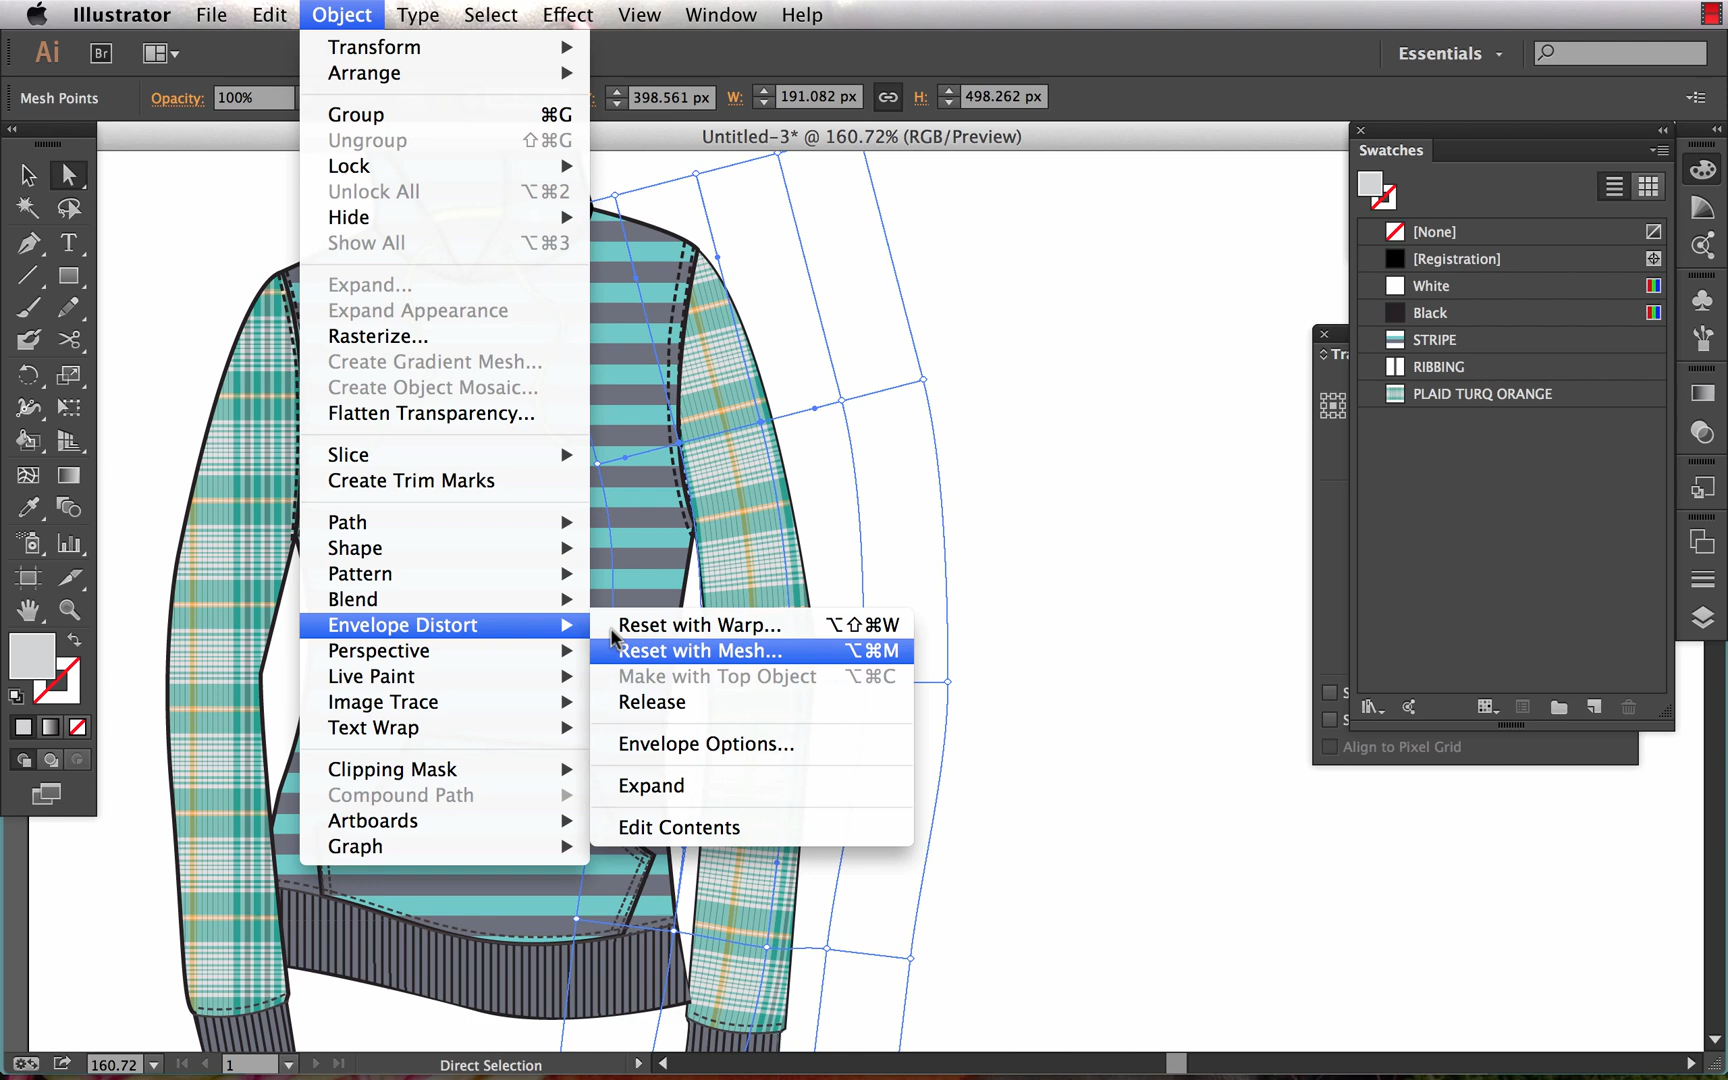 Illustrator File Edit Object Type Select Effect View Window Help
Ai Br Essentials
Mesh Points Opacity: 100% 398.561 px W: 191.082 px H: 498.262 px
Untitled-3* @ 160.72% (RGB/Preview)
Transform
Arrange
Group ⌘G
Ungroup ⇧⌘G
Lock
Unlock All ⌥⌘2
Hide
Show All ⌥⌘3
Expand...
Expand Appearance
Rasterize...
Create Gradient Mesh...
Create Object Mosaic...
Flatten Transparency...
Slice
Create Trim Marks
Path
Shape
Pattern
Blend
Envelope Distort
Perspective
Live Paint
Image Trace
Text Wrap
Clipping Mask
Compound Path
Artboards
Graph
Reset with Warp... ⌥⇧⌘W
Reset with Mesh... ⌥⌘M
Make with Top Object ⌥⌘C
Release
Envelope Options...
Expand
Edit Contents
Swatches
[None]
[Registration]
White
Black
STRIPE
RIBBING
PLAID TURQ ORANGE
Tra
S
S
Align to Pixel Grid
160.72 1 Direct Selection